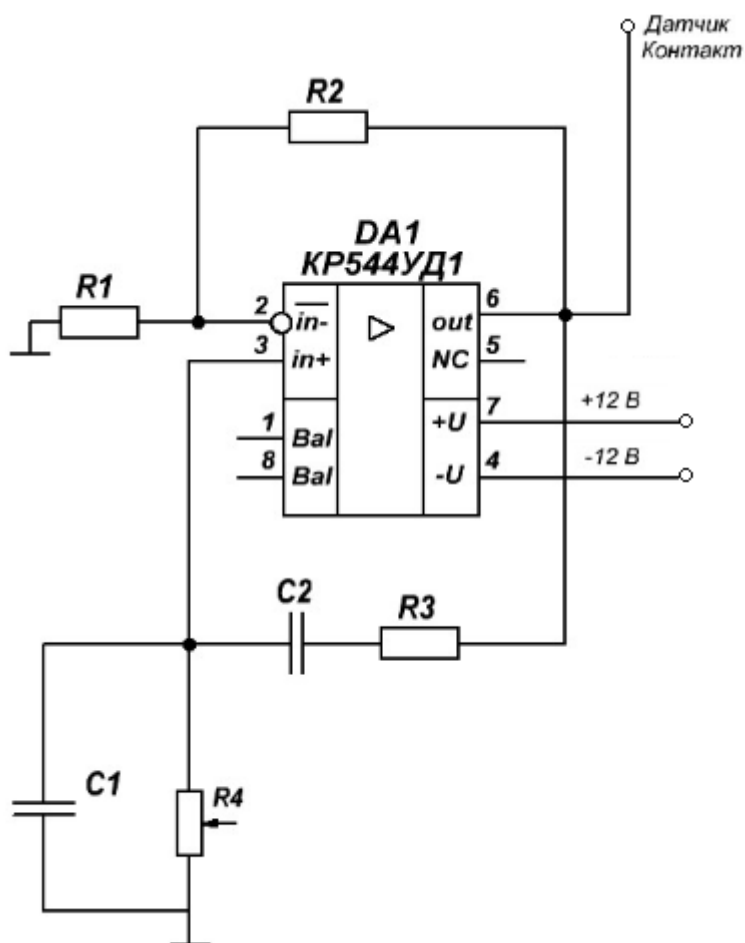 Датчик
Контакт
R2
DA1
КР544УД1
R1
2
in-
out
6
3
in+
NC
5
1
Bal
+U
7
+12 В
8
Bal
-U
4
-12 В
C2
R3
C1
R4